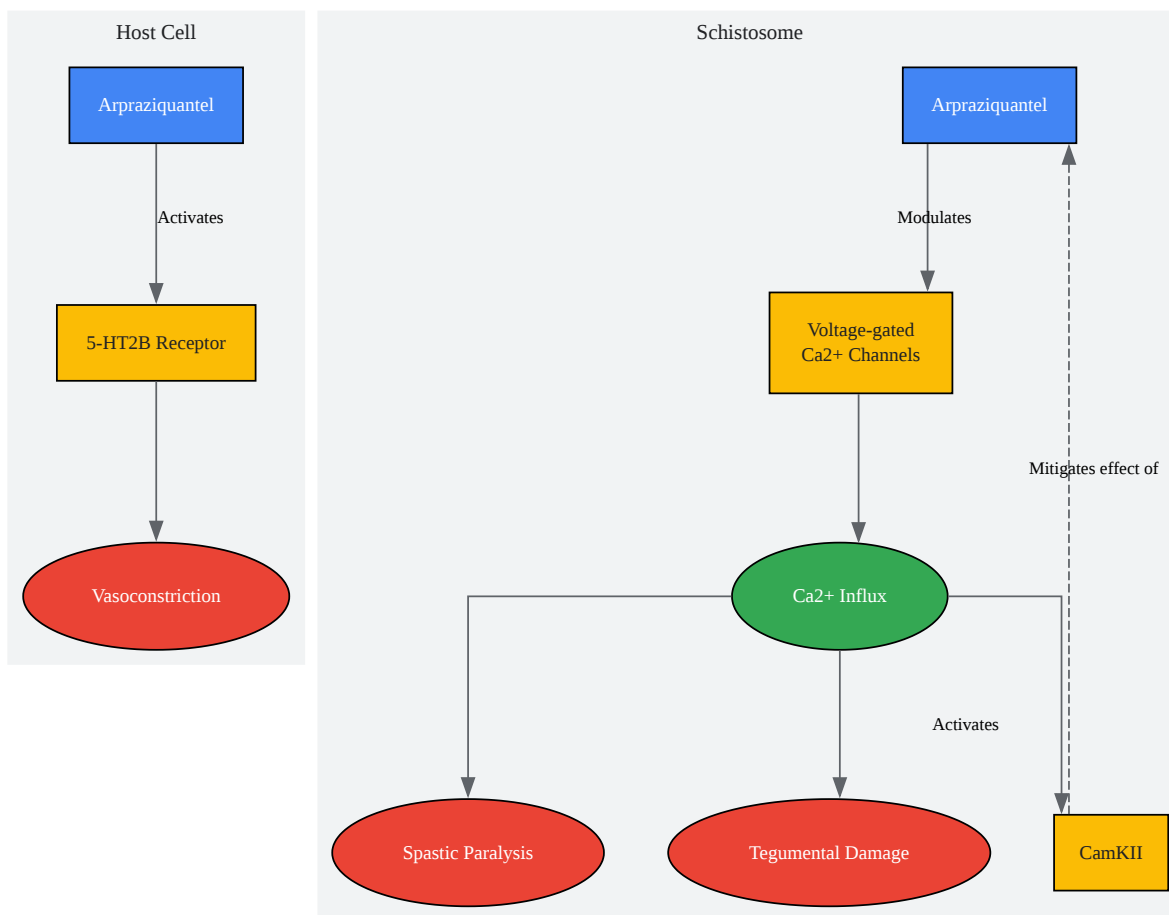 Host Cell
Arpraziquantel
Activates
5-HT2B Receptor
Vasoconstriction
Schistosome
Arpraziquantel
Modulates
Voltage-gated
Ca2+ Channels
Mitigates effect of
Ca2+ Influx
Activates
Spastic Paralysis
Tegumental Damage
CamKII